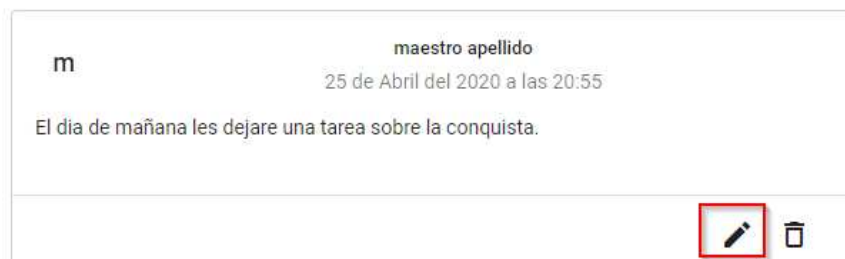 m
maestro apellido
25 de Abril del 2020 a las 20:55
El dia de mañana les dejare una tarea sobre la conquista.